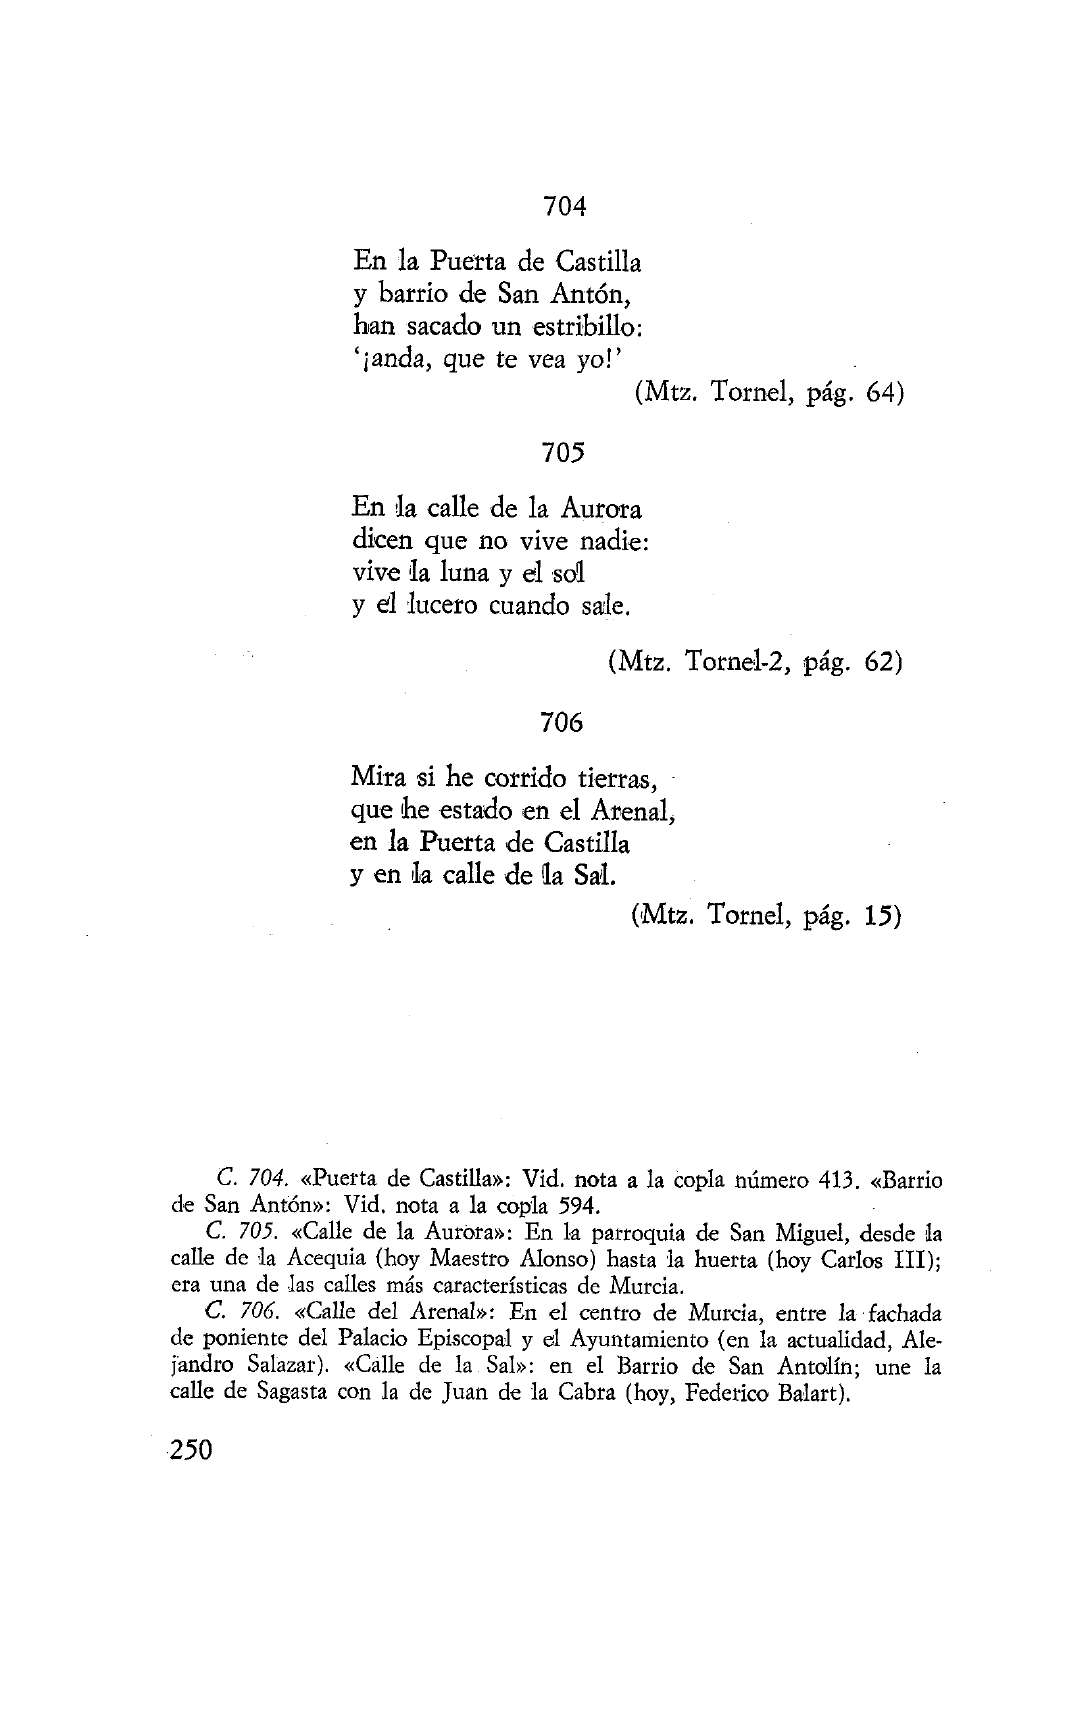 704
En la Puerta de Castilla
y barrio de San Antón,
han sacado un estribillo:
‘¡anda, que te vea yo!’
(Mtz. Tornel, pág. 64)
705
En la calle de la Aurora
dicen que no vive nadie:
vive la luna y el sol
y el lucero cuando sale.
(Mtz. Tornel-2, pág. 62)
706
Mira si he corrido tierras,
que he estado en el Arenal,
en la Puerta de Castilla
y en la calle de la Sal.
(Mtz. Tornel, pág. 15)
C. 704. «Puerta de Castilla»: Vid. nota a la copla número 413. «Barrio
de San Antón»: Vid. nota a la copla 594.
C. 705. «Calle de la Aurora»: En la parroquia de San Miguel, desde la
calle de la Acequia (hoy Maestro Alonso) hasta la huerta (hoy Carlos III);
era una de las calles más características de Murcia.
C. 706. «Calle del Arenal»: En el centro de Murcia, entre la fachada
de poniente del Palacio Episcopal y el Ayuntamiento (en la actualidad, Ale-
jandro Salazar). «Calle de la Sal»: en el Barrio de San Antolín; une la
calle de Sagasta con la de Juan de la Cabra (hoy, Federico Balart).
250